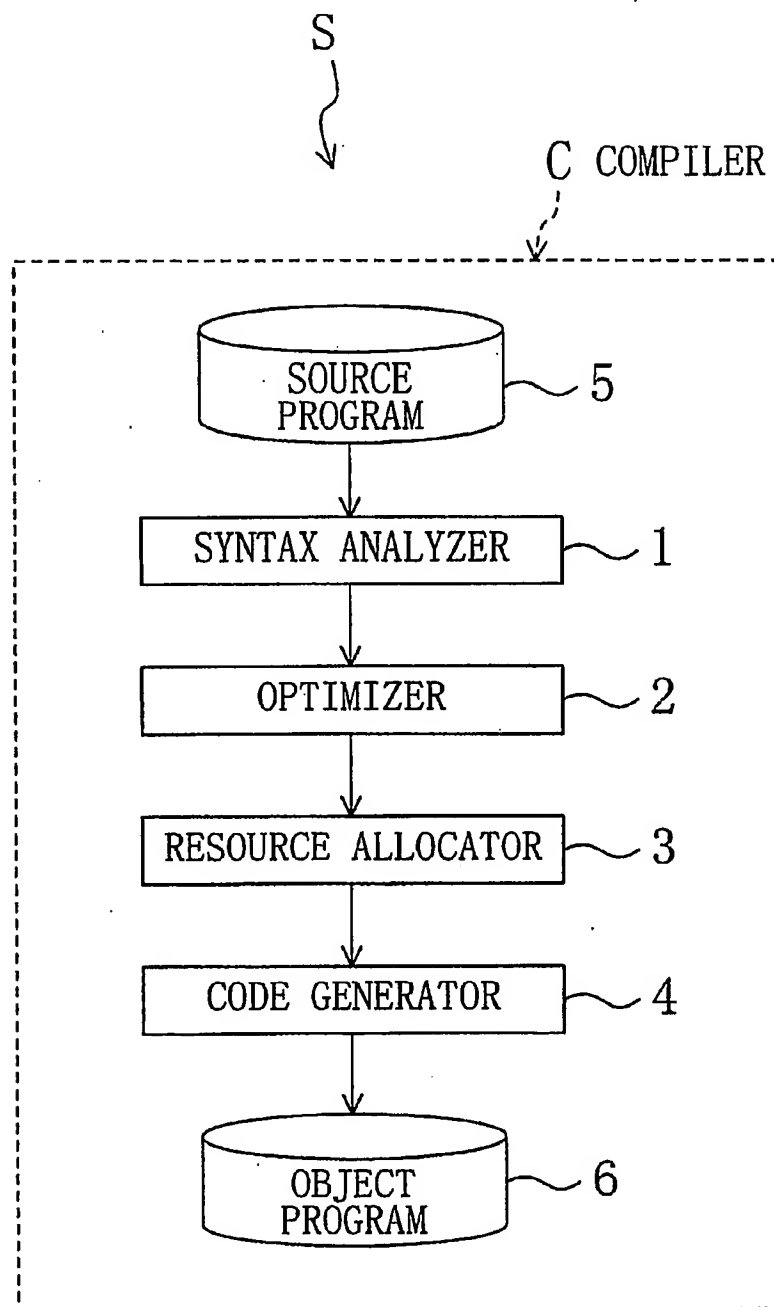 S
C COMPILER
SOURCE
PROGRAM
5
SYNTAX ANALYZER
1
OPTIMIZER
2
RESOURCE ALLOCATOR
3
CODE GENERATOR
4
OBJECT
PROGRAM
6